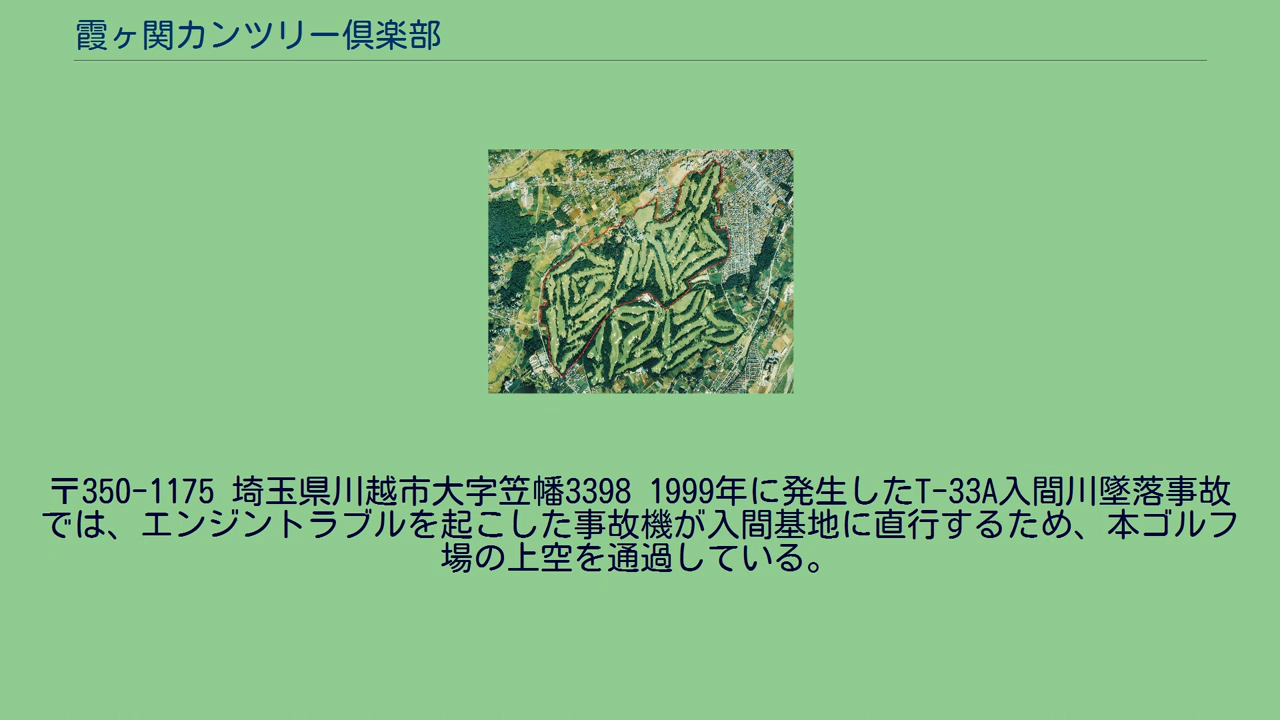 霞ヶ関カンツリー倶楽部
〒350-1175 埼玉県川越市大字笠幡3398 1999年に発生したT-33A入間川墜落事故
では、エンジントラブルを起こした事故機が入間基地に直行するため、本ゴルフ
場の上空を通過している。